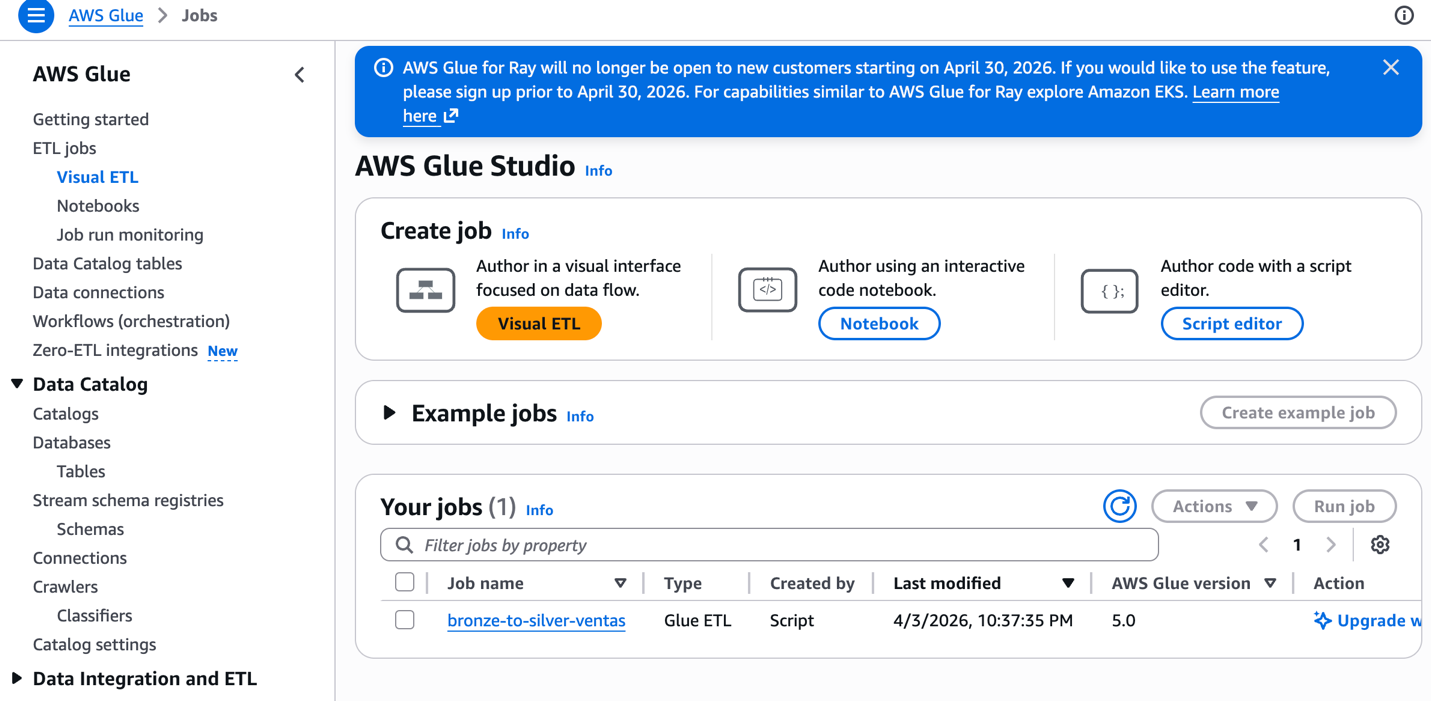 AWS Glue > Jobs
AWS Glue
Getting started
ETL jobs
Visual ETL
Notebooks
Job run monitoring
Data Catalog tables
Data connections
Workflows (orchestration)
Zero-ETL integrations New
Data Catalog
Catalogs
Databases
Tables
Stream schema registries
Schemas
Connections
Crawlers
Classifiers
Catalog settings
Data Integration and ETL
AWS Glue for Ray will no longer be open to new customers starting on April 30, 2026. If you would like to use the feature,
please sign up prior to April 30, 2026. For capabilities similar to AWS Glue for Ray explore Amazon EKS. Learn more
here
AWS Glue Studio Info
Create job Info
Author in a visual interface
focused on data flow.
Visual ETL
Author using an interactive
code notebook.
Notebook
{ };
Author code with a script
editor.
Script editor
Example jobs Info
Create example job
Your jobs (1) Info
Actions
Run job
Filter jobs by property
1
Job name Type Created by Last modified AWS Glue version Action
bronze-to-silver-ventas Glue ETL Script 4/3/2026, 10:37:35 PM 5.0 Upgrade w